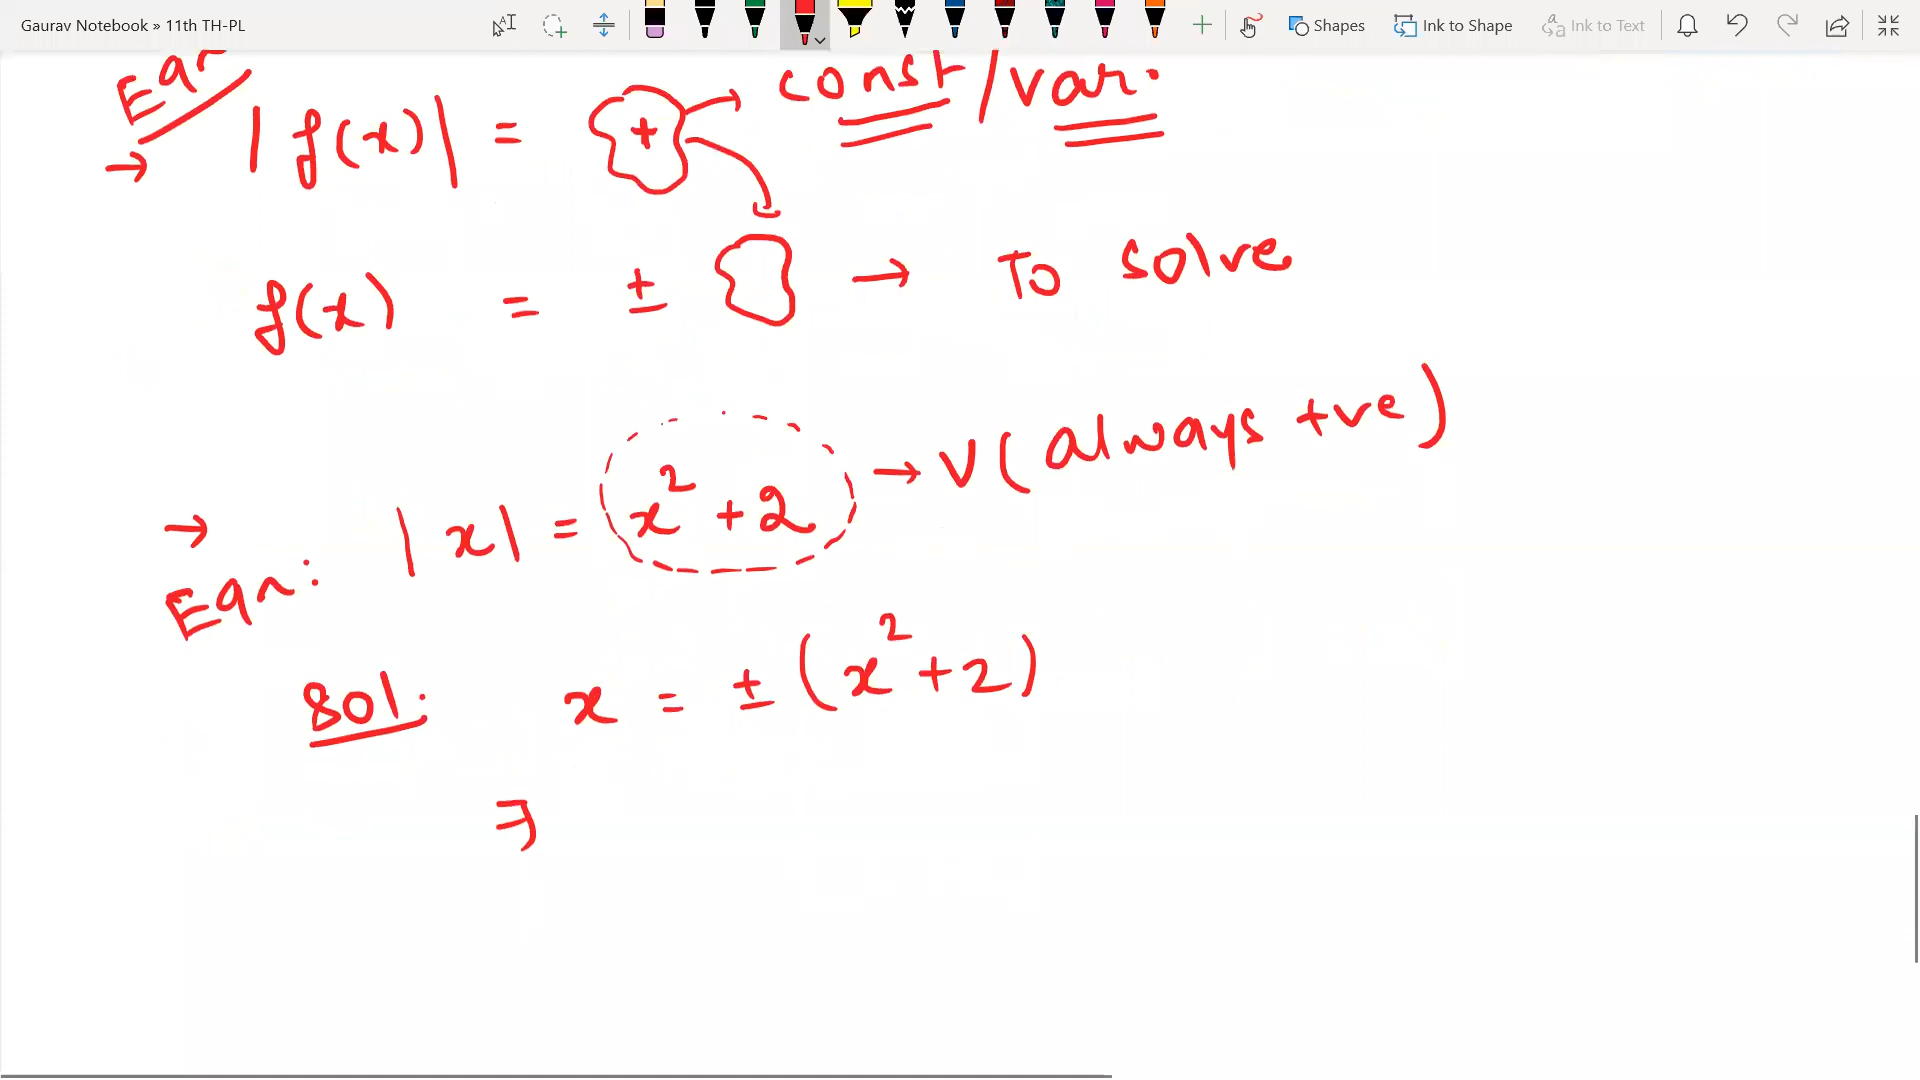 Gaurav Notebook » 11th TH-PL
Shapes
Ink to Shape
Ink to Text
Eqn
→ |f(x)| = + → const/var.
f(x) = ± → To solve
→
Eqn: |x| = x² + 2 → V (always +ve)
Sol: x = ± (x² + 2)